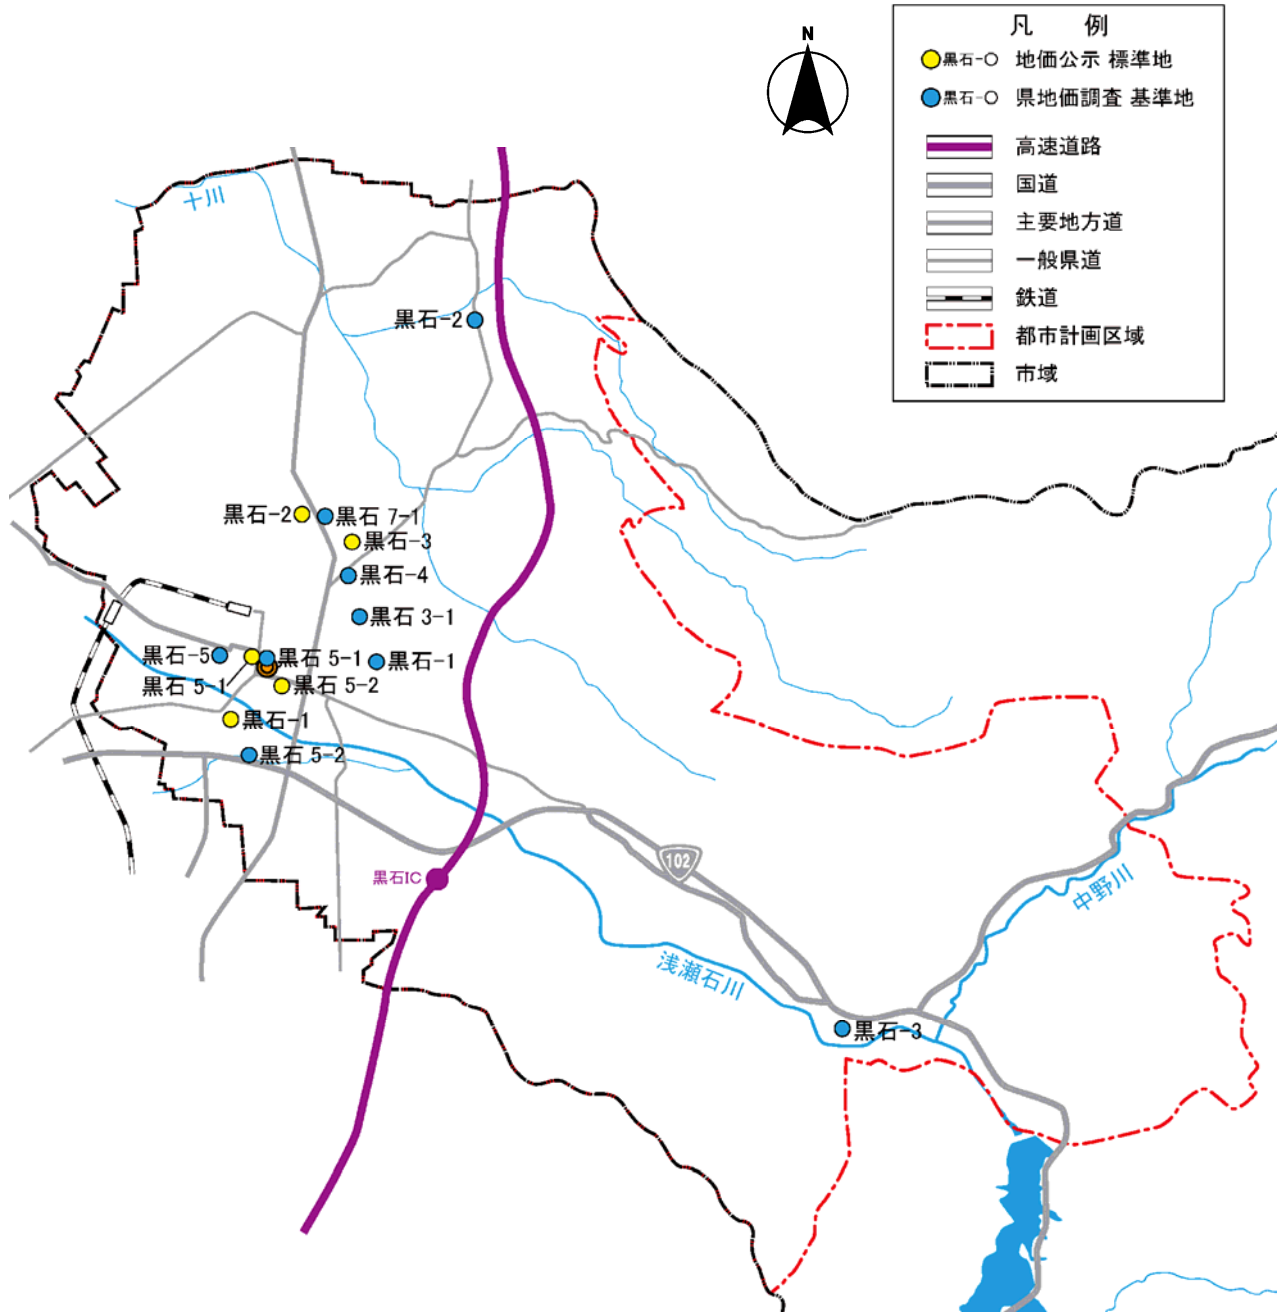 凡 例
黒石-○ 地価公示 標準地
黒石-○ 県地価調査 基準地
高速道路
国道
主要地方道
一般県道
鉄道
都市計画区域
市域
N
十川
黒石-2
黒石-2
黒石 7-1
黒石-3
黒石-4
黒石 3-1
黒石-5
黒石 5-1
黒石-1
黒石 5-1
黒石 5-2
黒石-1
黒石 5-2
102
黒石IC
中野川
浅瀬石川
黒石-3